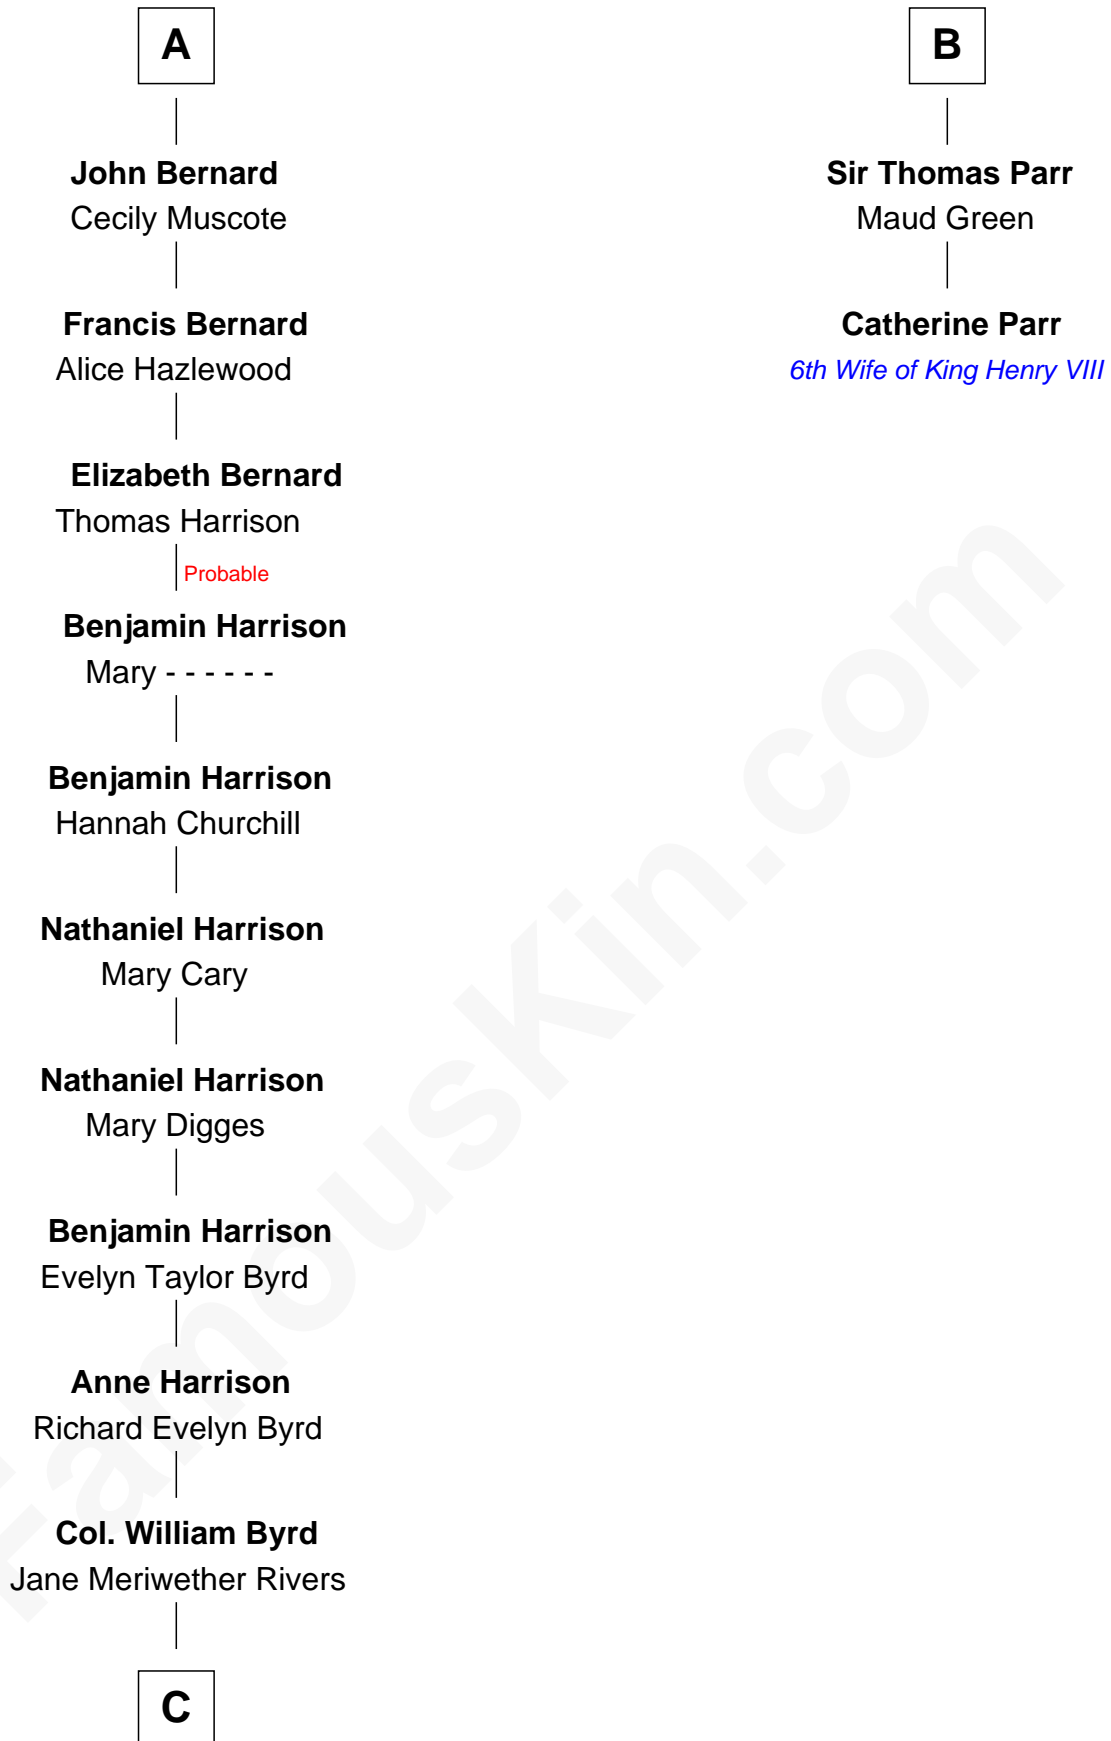 A
John Bernard
Cecily Muscote
Francis Bernard
Alice Hazlewood
Elizabeth Bernard
Thomas Harrison
Probable
Benjamin Harrison
Mary - - - - - -
Benjamin Harrison
Hannah Churchill
Nathaniel Harrison
Mary Cary
Nathaniel Harrison
Mary Digges
Benjamin Harrison
Evelyn Taylor Byrd
Anne Harrison
Richard Evelyn Byrd
Col. William Byrd
Jane Meriwether Rivers
C
B
Sir Thomas Parr
Maud Green
Catherine Parr
6th Wife of King Henry VIII
FamousKin.com